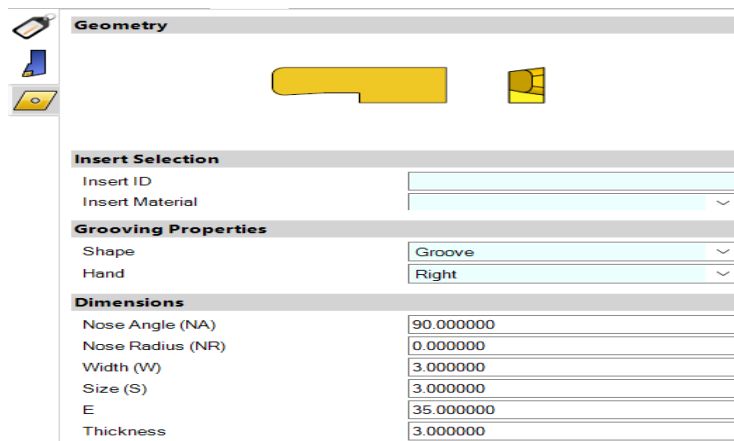 Geometry
Insert Selection
Insert ID
Insert Material
Grooving Properties
Shape Groove
Hand Right
Dimensions
Nose Angle (NA) 90.000000
Nose Radius (NR) 0.000000
Width (W) 3.000000
Size (S) 3.000000
E 35.000000
Thickness 3.000000